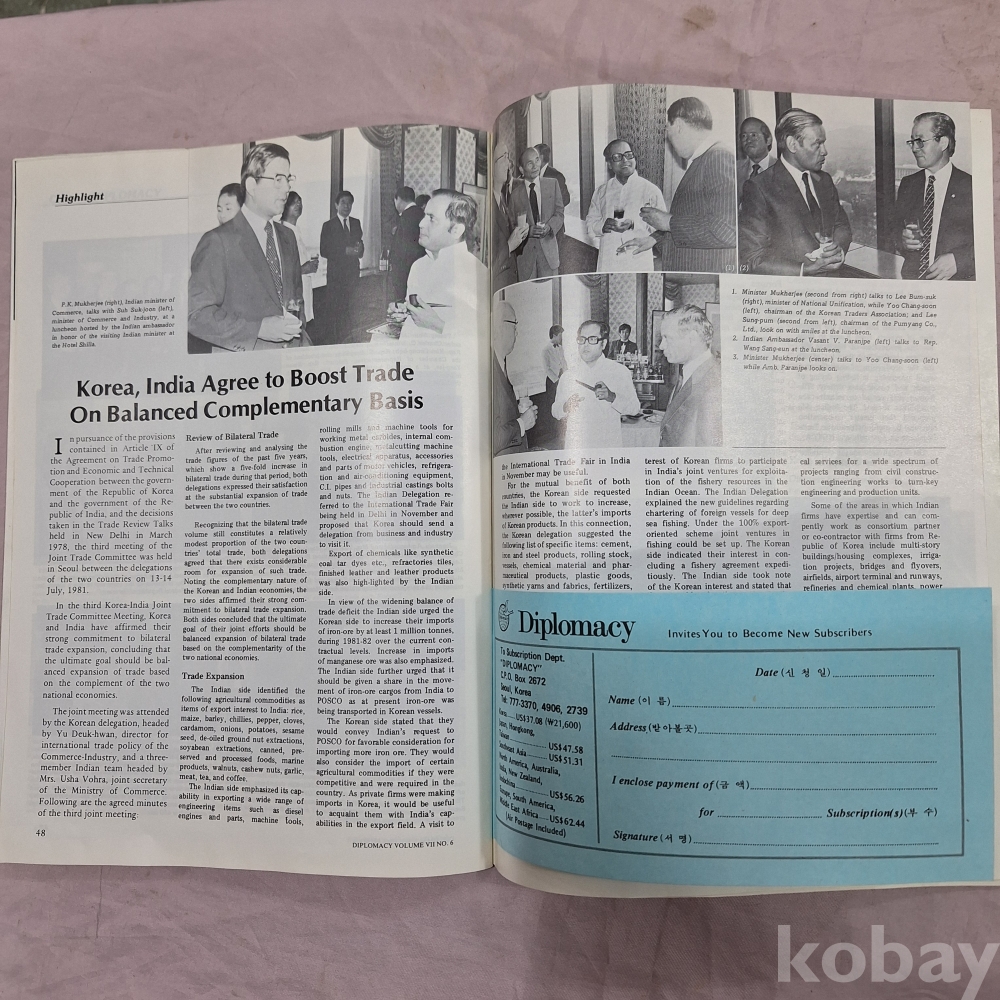 Highlight
P.K. Mukherjee (right), Indian minister of
Commerce, talks with Suh Suk-joon (left),
minister of Commerce and Industry, at a
luncheon hosted by the Indian ambassador
in honor of the visiting Indian minister at
the Hotel Shilla.
Korea, India Agree to Boost Trade
On Balanced Complementary Basis
In pursuance of the provisions
contained in Article IX of
the Agreement on Trade Promo-
tion and Economic and Technical
Cooperation between the govern-
ment of the Republic of Korea
and the government of the Re-
public of India, and the decisions
taken in the Trade Review Talks
held in New Delhi in March
1978, the third meeting of the
Joint Trade Committee was held
in Seoul between the delegations
of the two countries on 13-14
July, 1981.
In the third Korea-India Joint
Trade Committee Meeting, Korea
and India have affirmed their
strong commitment to bilateral
trade expansion, concluding that
the ultimate goal should be bal-
anced expansion of trade based
on the complement of the two
national economies.
The joint meeting was attended
by the Korean delegation, headed
by Yu Deuk-hwan, director for
international trade policy of the
Commerce-Industry, and a three-
member Indian team headed by
Mrs. Usha Vohra, joint secretary
of the Ministry of Commerce.
Following are the agreed minutes
of the third joint meeting:
48
Review of Bilateral Trade
After reviewing and analysing the
trade figures of the past five years,
which show a five-fold increase in
bilateral trade during that period, both
delegations expressed their satisfaction
at the substantial expansion of trade
between the two countries.
Recognizing that the bilateral trade
volume still constitutes a relatively
modest proportion of the two coun-
tries' total trade, both delegations
agreed that there exists considerable
room for expansion of such trade.
Noting the complementary nature of
the Korean and Indian economies, the
two sides affirmed their strong com-
mitment to bilateral trade expansion.
Both sides concluded that the ultimate
goal of their joint efforts should be
balanced expansion of bilateral trade
based on the complementarity of the
two national economies.
Trade Expansion
The Indian side identified the
following agricultural commodities as
items of export interest to India: rice,
maize, barley, chillies, pepper, cloves,
cardamom, onions, potatoes, sesame
seed, de-oiled ground nut extractions,
soyabean extractions, canned, pre-
served and processed foods, marine
products, walnuts, cashew nuts, garlic,
meat, tea, and coffee.
The Indian side emphasized its cap-
ability in exporting a wide range of
engineering items such as diesel
engines and parts, machine tools,
rolling mills and machine tools for
working metal carbides, internal com-
bustion engine, metalcutting machine
tools, electrical apparatus, accessories
and parts of motor vehicles, refrigera-
tion and air-conditioning equipment,
C.I. pipes and industrial castings bolts
and nuts. The Indian Delegation re-
ferred to the International Trade Fair
being held in Delhi in November and
proposed that Korea should send a
delegation from business and industry
to visit it.
Export of chemicals like synthetic
coal tar dyes etc., refractories tiles,
finished leather and leather products
was also high-lighted by the Indian
side.
In view of the widening balance of
trade deficit the Indian side urged the
Korean side to increase their imports
of iron-ore by at least 1 million tonnes,
during 1981-82 over the current con-
tractual levels. Increase in imports
of manganese ore was also emphasized.
The Indian side further urged that it
should be given a share in the move-
ment of iron-ore cargos from India to
POSCO as at present iron-ore was
being transported in Korean vessels.
The Korean side stated that they
would convey Indian's request to
POSCO for favorable consideration for
importing more iron ore. They would
also consider the import of certain
agricultural commodities if they were
competitive and were required in the
country. As private firms were making
imports in Korea, it would be useful
to acquaint them with India's cap-
abilities in the export field. A visit to
DIPLOMACY VOLUME VII NO. 6
(1) (2)
1. Minister Mukherjee (second from right) talks to Lee Bum-suk
(right), minister of National Unification, while Yoo Chang-soon
(left), chairman of the Korean Traders Association; and Lee
Sung-pum (second from left), chairman of the Pumyang Co.,
Ltd., look on with smiles at the luncheon.
2. Indian Ambassador Vasant V. Paranjpe (left) talks to Rep.
Wang Sang-eun at the luncheon.
3. Minister Mukherjee (center) talks to Yoo Chang-soon (left)
while Amb. Paranjpe looks on.
the International Trade Fair in India
in November may be useful.
For the mutual benefit of both
countries, the Korean side requested
the Indian side to work to increase,
wherever possible, the latter's imports
of Korean products. In this connection,
the Korean delegation suggested the
following list of specific items: cement,
and steel products, rolling stock,
vessels, chemical material and phar-
maceutical products, plastic goods,
synthetic yarns and fabrics, fertilizers,
terest of Korean firms to participate
in India's joint ventures for exploita-
tion of the fishery resources in the
Indian Ocean. The Indian Delegation
explained the new guidelines regarding
chartering of foreign vessels for deep
sea fishing. Under the 100% export-
oriented scheme joint ventures in
fishing could be set up. The Korean
side indicated their interest in con-
cluding a fishery agreement expedi-
tiously. The Indian side took note
of the Korean interest and stated that
cal services for a wide spectrum of
projects ranging from civil construc-
tion engineering works to turn-key
engineering and production units.
Some of the areas in which Indian
firms have expertise and can com-
pently work as consortium partner
or co-contractor with firms from Re-
public of Korea include multi-story
buildings/housing complexes, irriga-
tion projects, bridges and flyovers,
airfields, airport terminal and runways,
refineries and chemical plants, power
Diplomacy
Invites You to Become New Subscribers
To Subscription Dept.
"DIPLOMACY"
C.P.O. Box 2672
Seoul, Korea
Tel: 777-3370, 4906, 2739
Korea....US$37.08 (₩21,600)
Japan, Hongkong,
Taiwan........US$47.58
Southeast Asia........US$51.31
North America, Australia,
India, New Zealand,
Indochina........US$56.26
Europe, South America,
Middle East Africa....US$62.44
(Air Postage Included)
Date (신 청 일)
Name (이 름)
Address (받아볼곳)
I enclose payment of (금 액)
for Subscription(s) (부 수)
Signature (서 명)
kobay